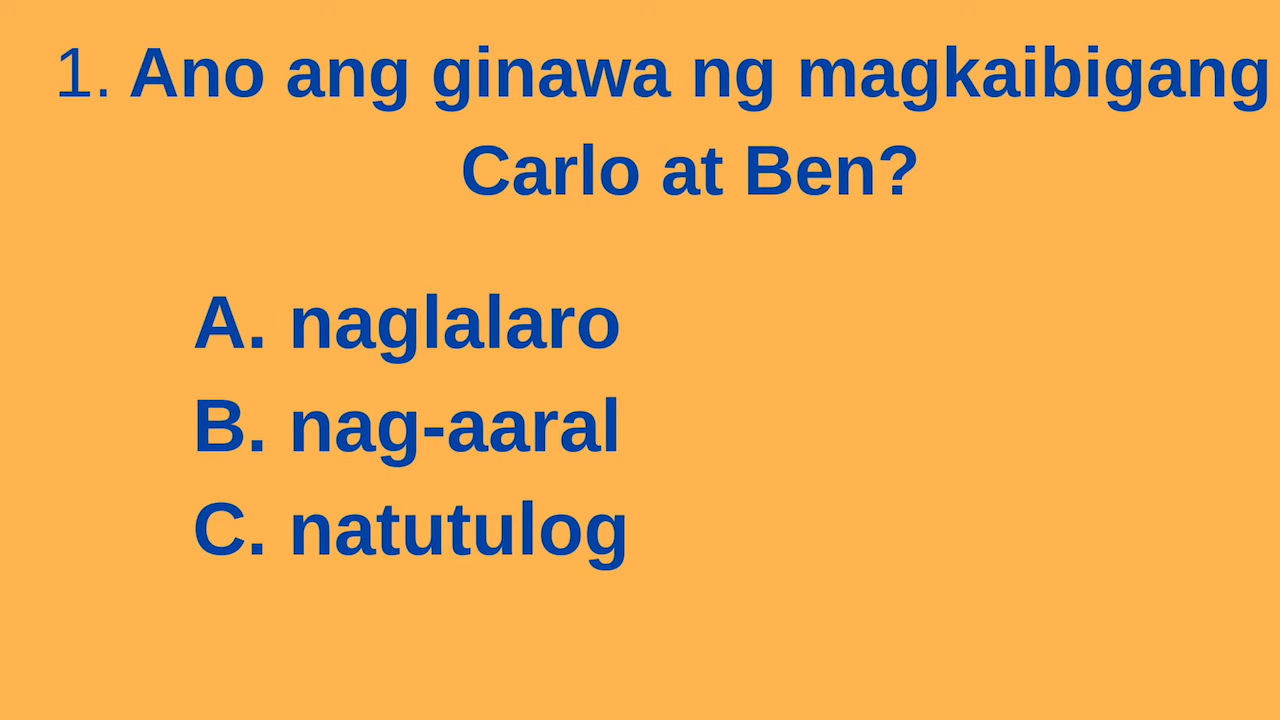 1. Ano ang ginawa ng magkaibigang
Carlo at Ben?
A. naglalaro
B. nag-aaral
C. natutulog